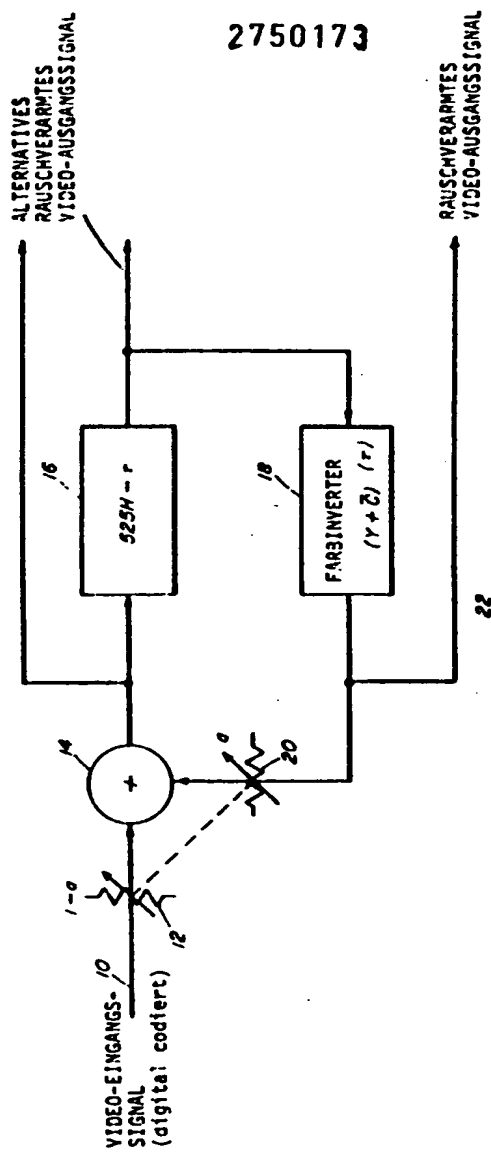 2750173
ALTERNATIVES
RAUSCHVERARMTES
VIDEO-AUSGANGSSIGNAL
RAUSCHVERARMTES
VIDEO-AUSGANGSSIGNAL
16
525H - τ
18
FARBINVERTER
(Y + C̄) (τ)
14
+
1-a
12
a
20
10
VIDEO-EINGANGS-
SIGNAL
(digital codiert)
22